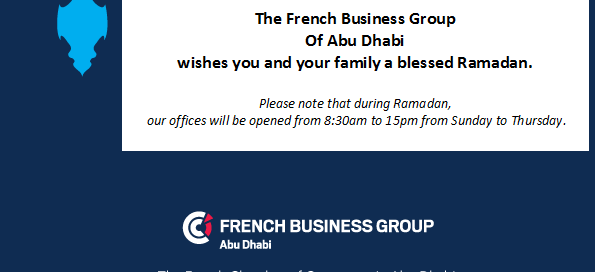 The French Business Group
Of Abu Dhabi
wishes you and your family a blessed Ramadan.
Please note that during Ramadan,
our offices will be opened from 8:30am to 15pm from Sunday to Thursday.
FRENCH BUSINESS GROUP
Abu Dhabi